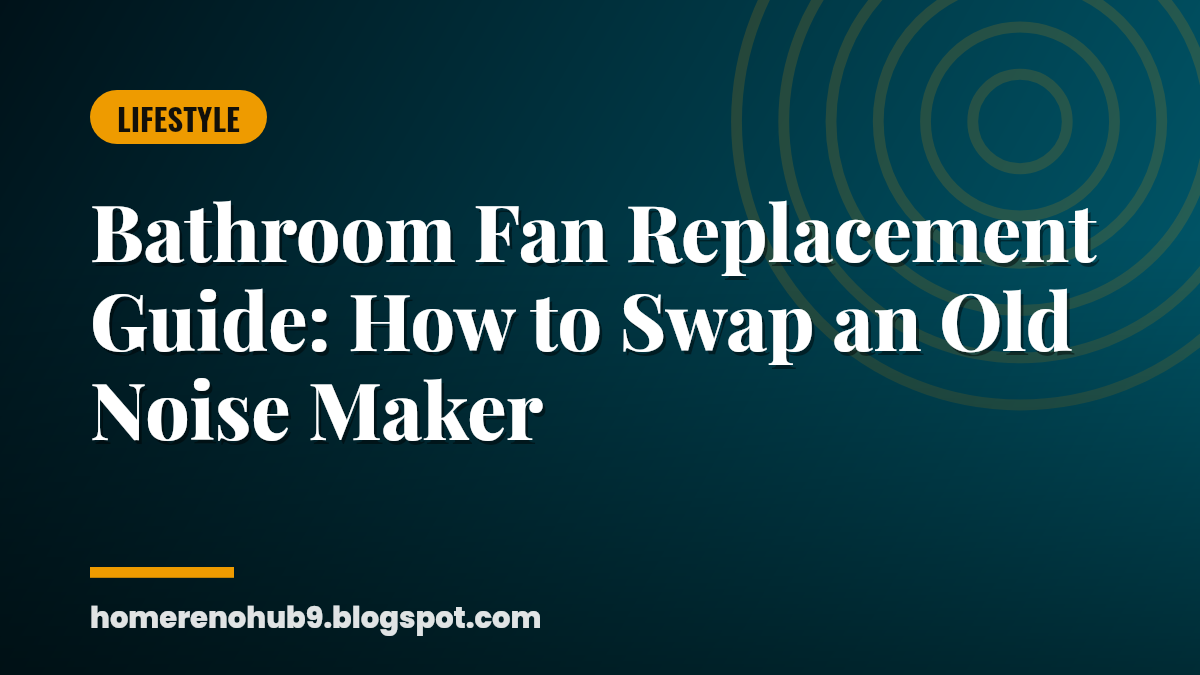 LIFESTYLE
Bathroom Fan Replacement
Guide: How to Swap an Old
Noise Maker
homerenohub9.blogspot.com